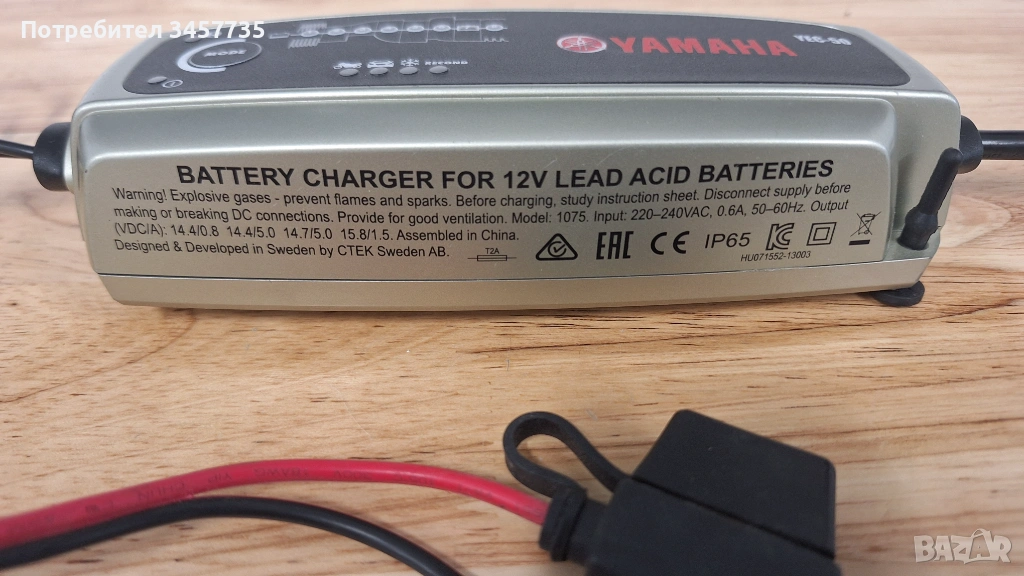 Потребител 3457735
MODE
YAMAHA
YEC-50
RECOND
BATTERY CHARGER FOR 12V LEAD ACID BATTERIES
Warning! Explosive gases - prevent flames and sparks. Before charging, study instruction sheet. Disconnect supply before
making or breaking DC connections. Provide for good ventilation. Model: 1075. Input: 220–240VAC, 0.6A, 50–60Hz. Output
(VDC/A): 14.4/0.8 14.4/5.0 14.7/5.0 15.8/1.5. Assembled in China.
Designed & Developed in Sweden by CTEK Sweden AB.
T2A
EAC CE IP65
HU071552-13003
BAZAR